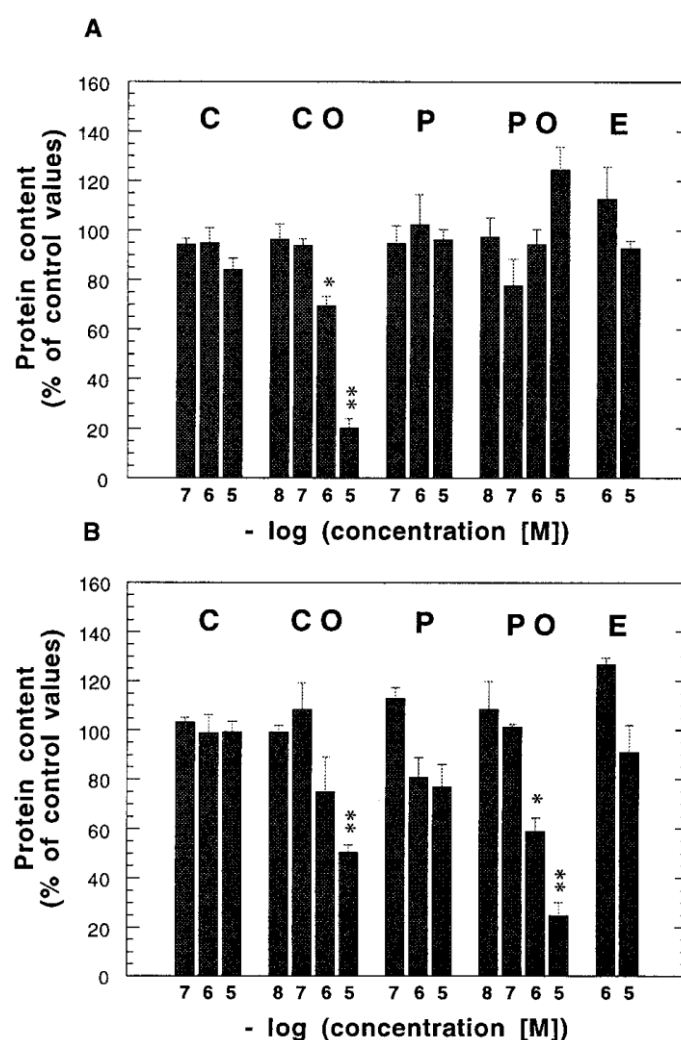 A
160
140
120
100
80
60
40
20
0
Protein content
(% of control values)
C C O P P O E
*
**
7 6 5 8 7 6 5 7 6 5 8 7 6 5 6 5
- log (concentration [M])
B
160
140
120
100
80
60
40
20
0
Protein content
(% of control values)
C C O P P O E
**
*
**
7 6 5 8 7 6 5 7 6 5 8 7 6 5 6 5
- log (concentration [M])